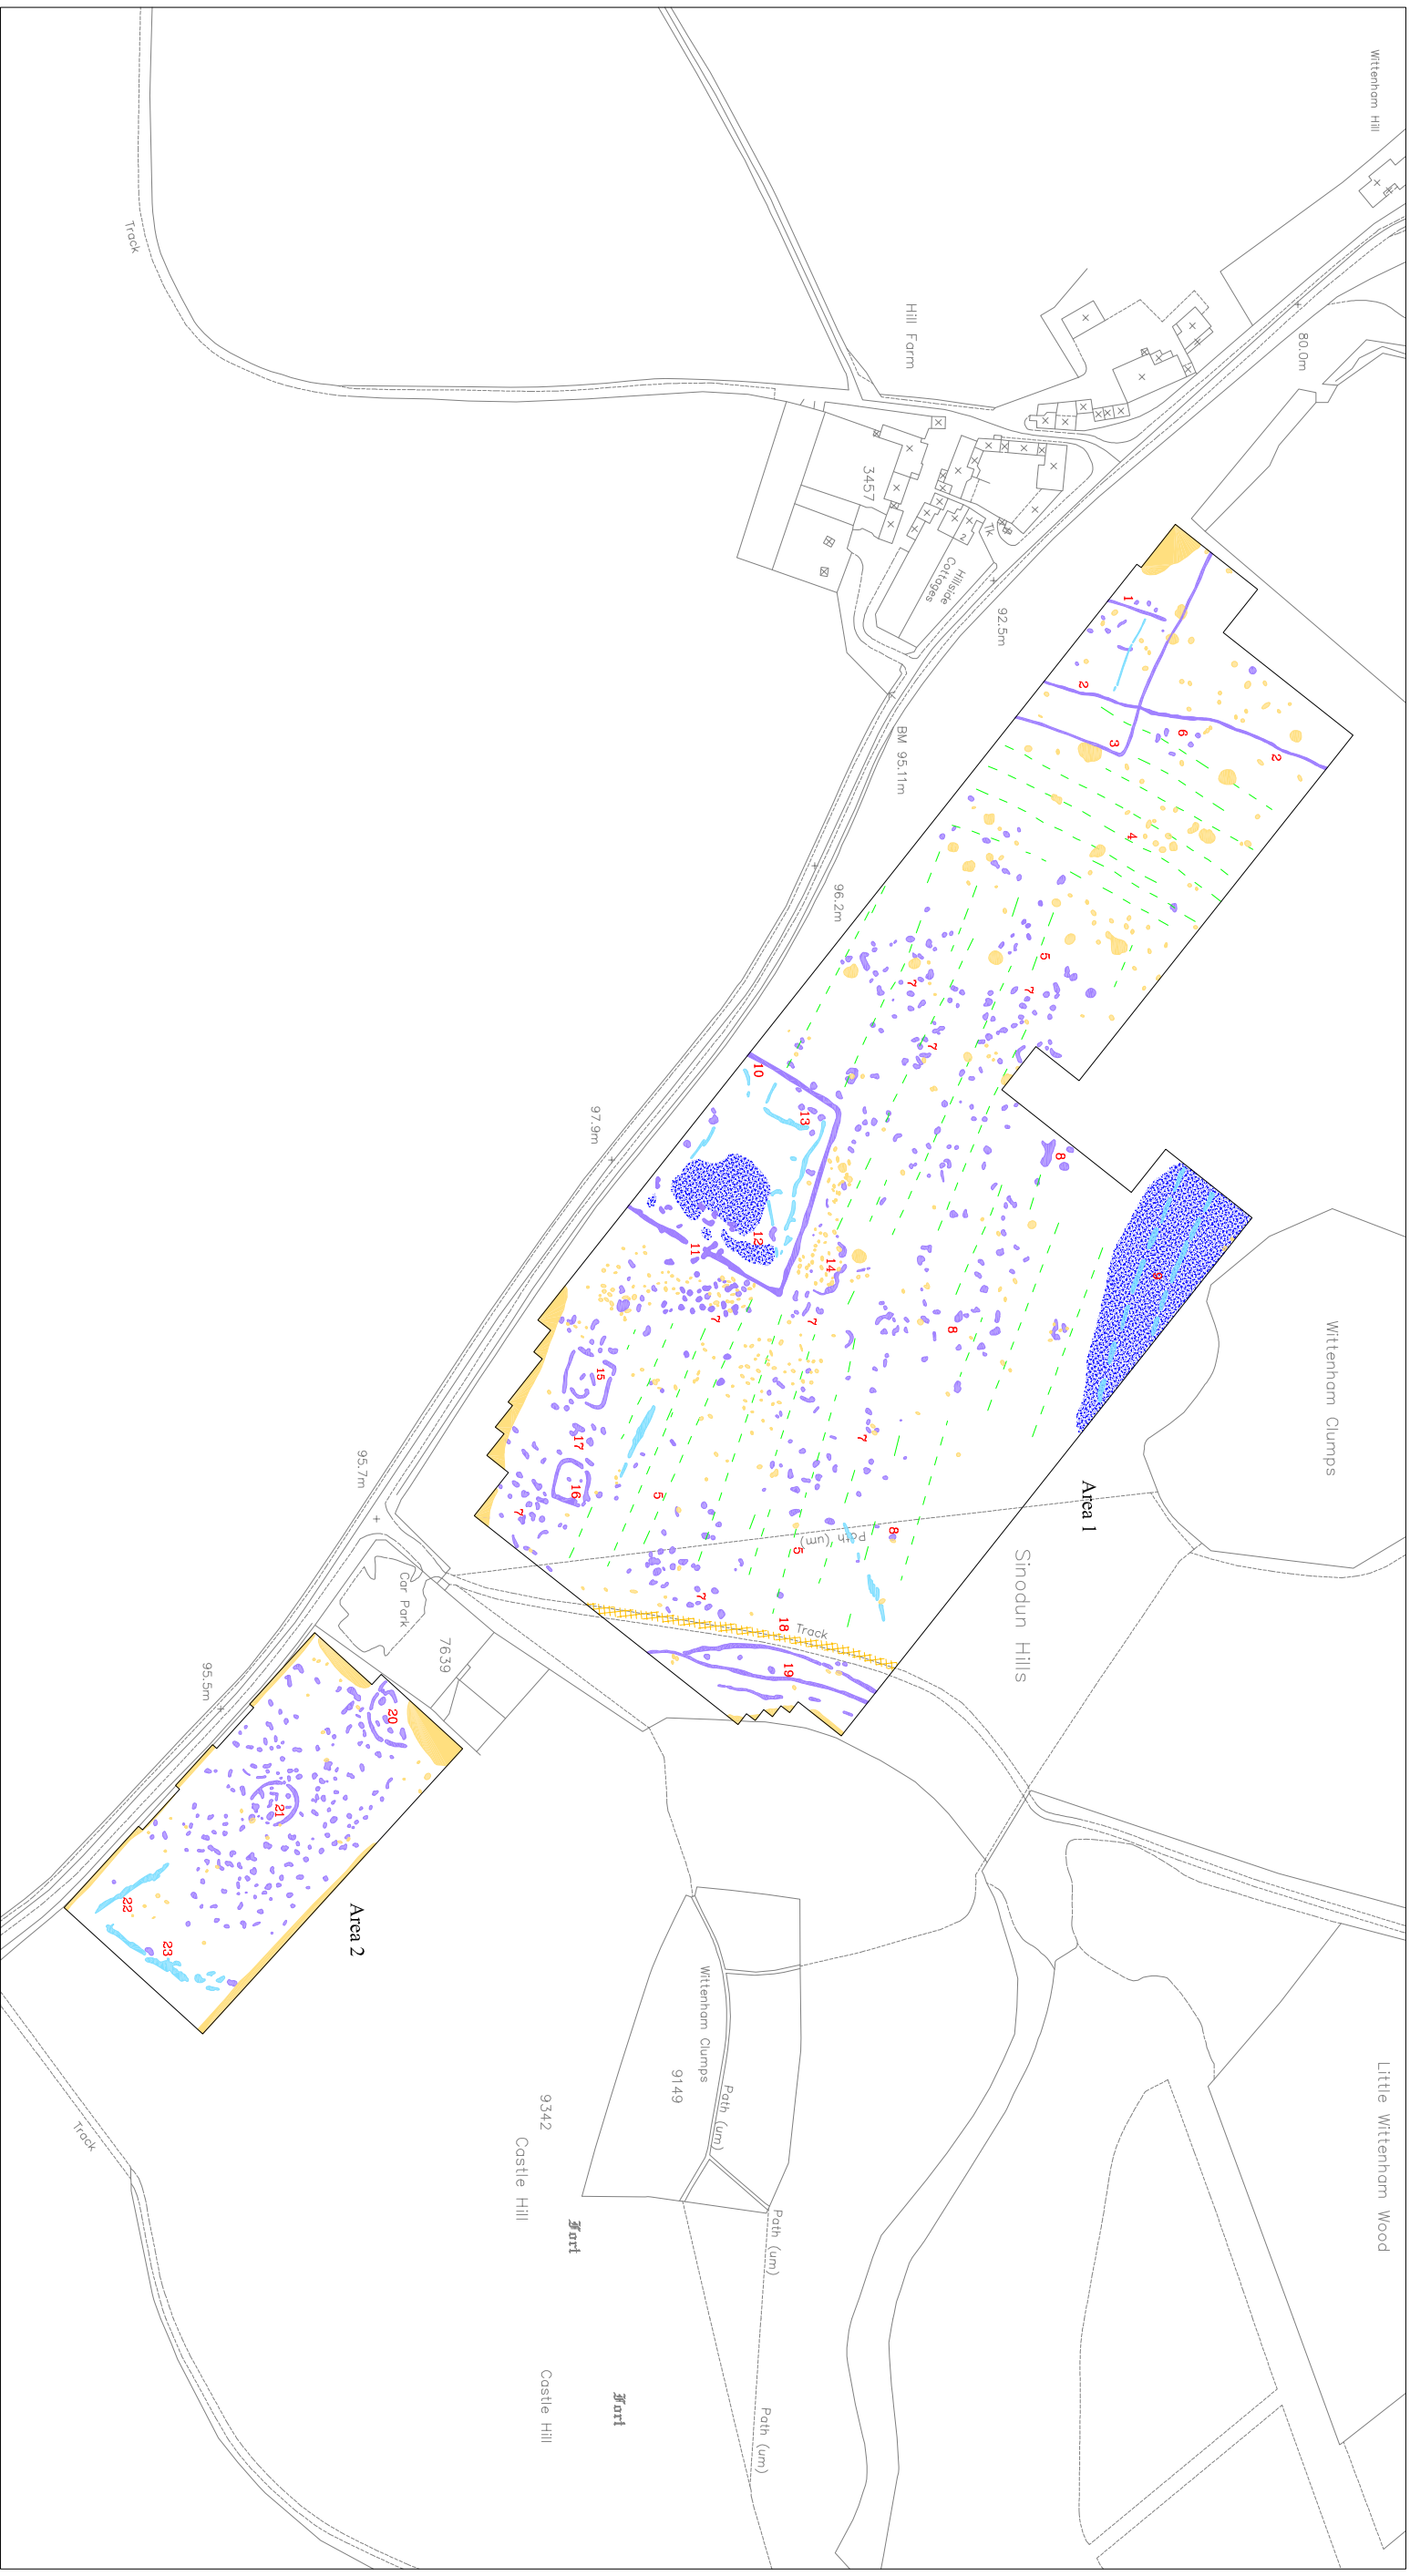 Wittenham Hill
Little Wittenham Wood
Wittenham Clumps
80.0m
2
6
9
4
1
3
Area 1
2
8
5
7
Sinodun Hills
92.5m
Tk
2
Hillside
Cottages
8
7
Hill Farm
7
BM 95.11m
8
3457
7
96.2m
Path (um)
14
7
Track
13
5
19
18
Path (um)
Path (um)
10
12
Path (um)
7
Wittenham Clumps
7
11
9149
5
Fort
15
97.9m
17
16
Fort
9342
Castle Hill
Castle Hill
7
7639
Car Park
20
95.7m
Area 2
21
95.5m
23
Track
22
Track